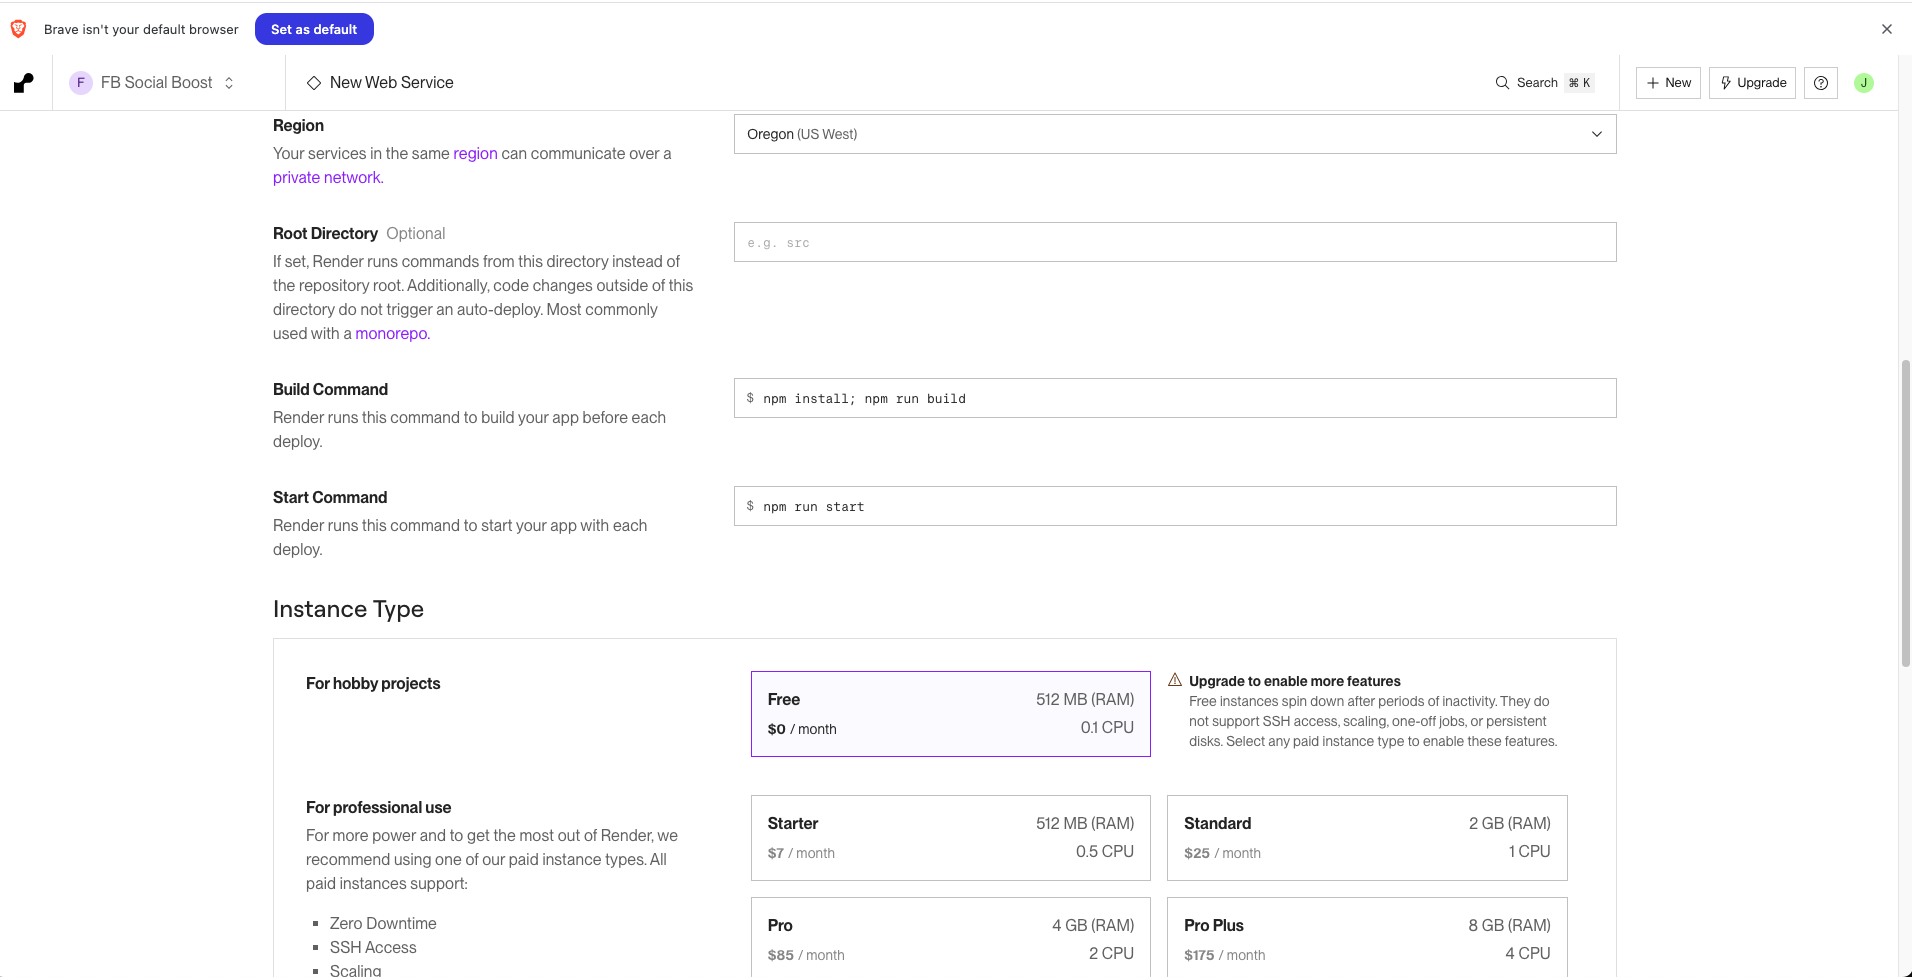 Brave isn't your default browser
Set as default
F
FB Social Boost
New Web Service
Search ⌘ K
+ New
Upgrade
J
Region
Your services in the same region can communicate over a
private network.
Oregon (US West)
Root Directory Optional
If set, Render runs commands from this directory instead of
the repository root. Additionally, code changes outside of this
directory do not trigger an auto-deploy. Most commonly
used with a monorepo.
e.g. src
Build Command
Render runs this command to build your app before each
deploy.
$ npm install; npm run build
Start Command
Render runs this command to start your app with each
deploy.
$ npm run start
Instance Type
For hobby projects
Free
512 MB (RAM)
$0 / month
0.1 CPU
Upgrade to enable more features
Free instances spin down after periods of inactivity. They do
not support SSH access, scaling, one-off jobs, or persistent
disks. Select any paid instance type to enable these features.
For professional use
For more power and to get the most out of Render, we
recommend using one of our paid instance types. All
paid instances support:
▪ Zero Downtime
▪ SSH Access
▪ Scaling
Starter
512 MB (RAM)
$7 / month
0.5 CPU
Standard
2 GB (RAM)
$25 / month
1 CPU
Pro
4 GB (RAM)
$85 / month
2 CPU
Pro Plus
8 GB (RAM)
$175 / month
4 CPU